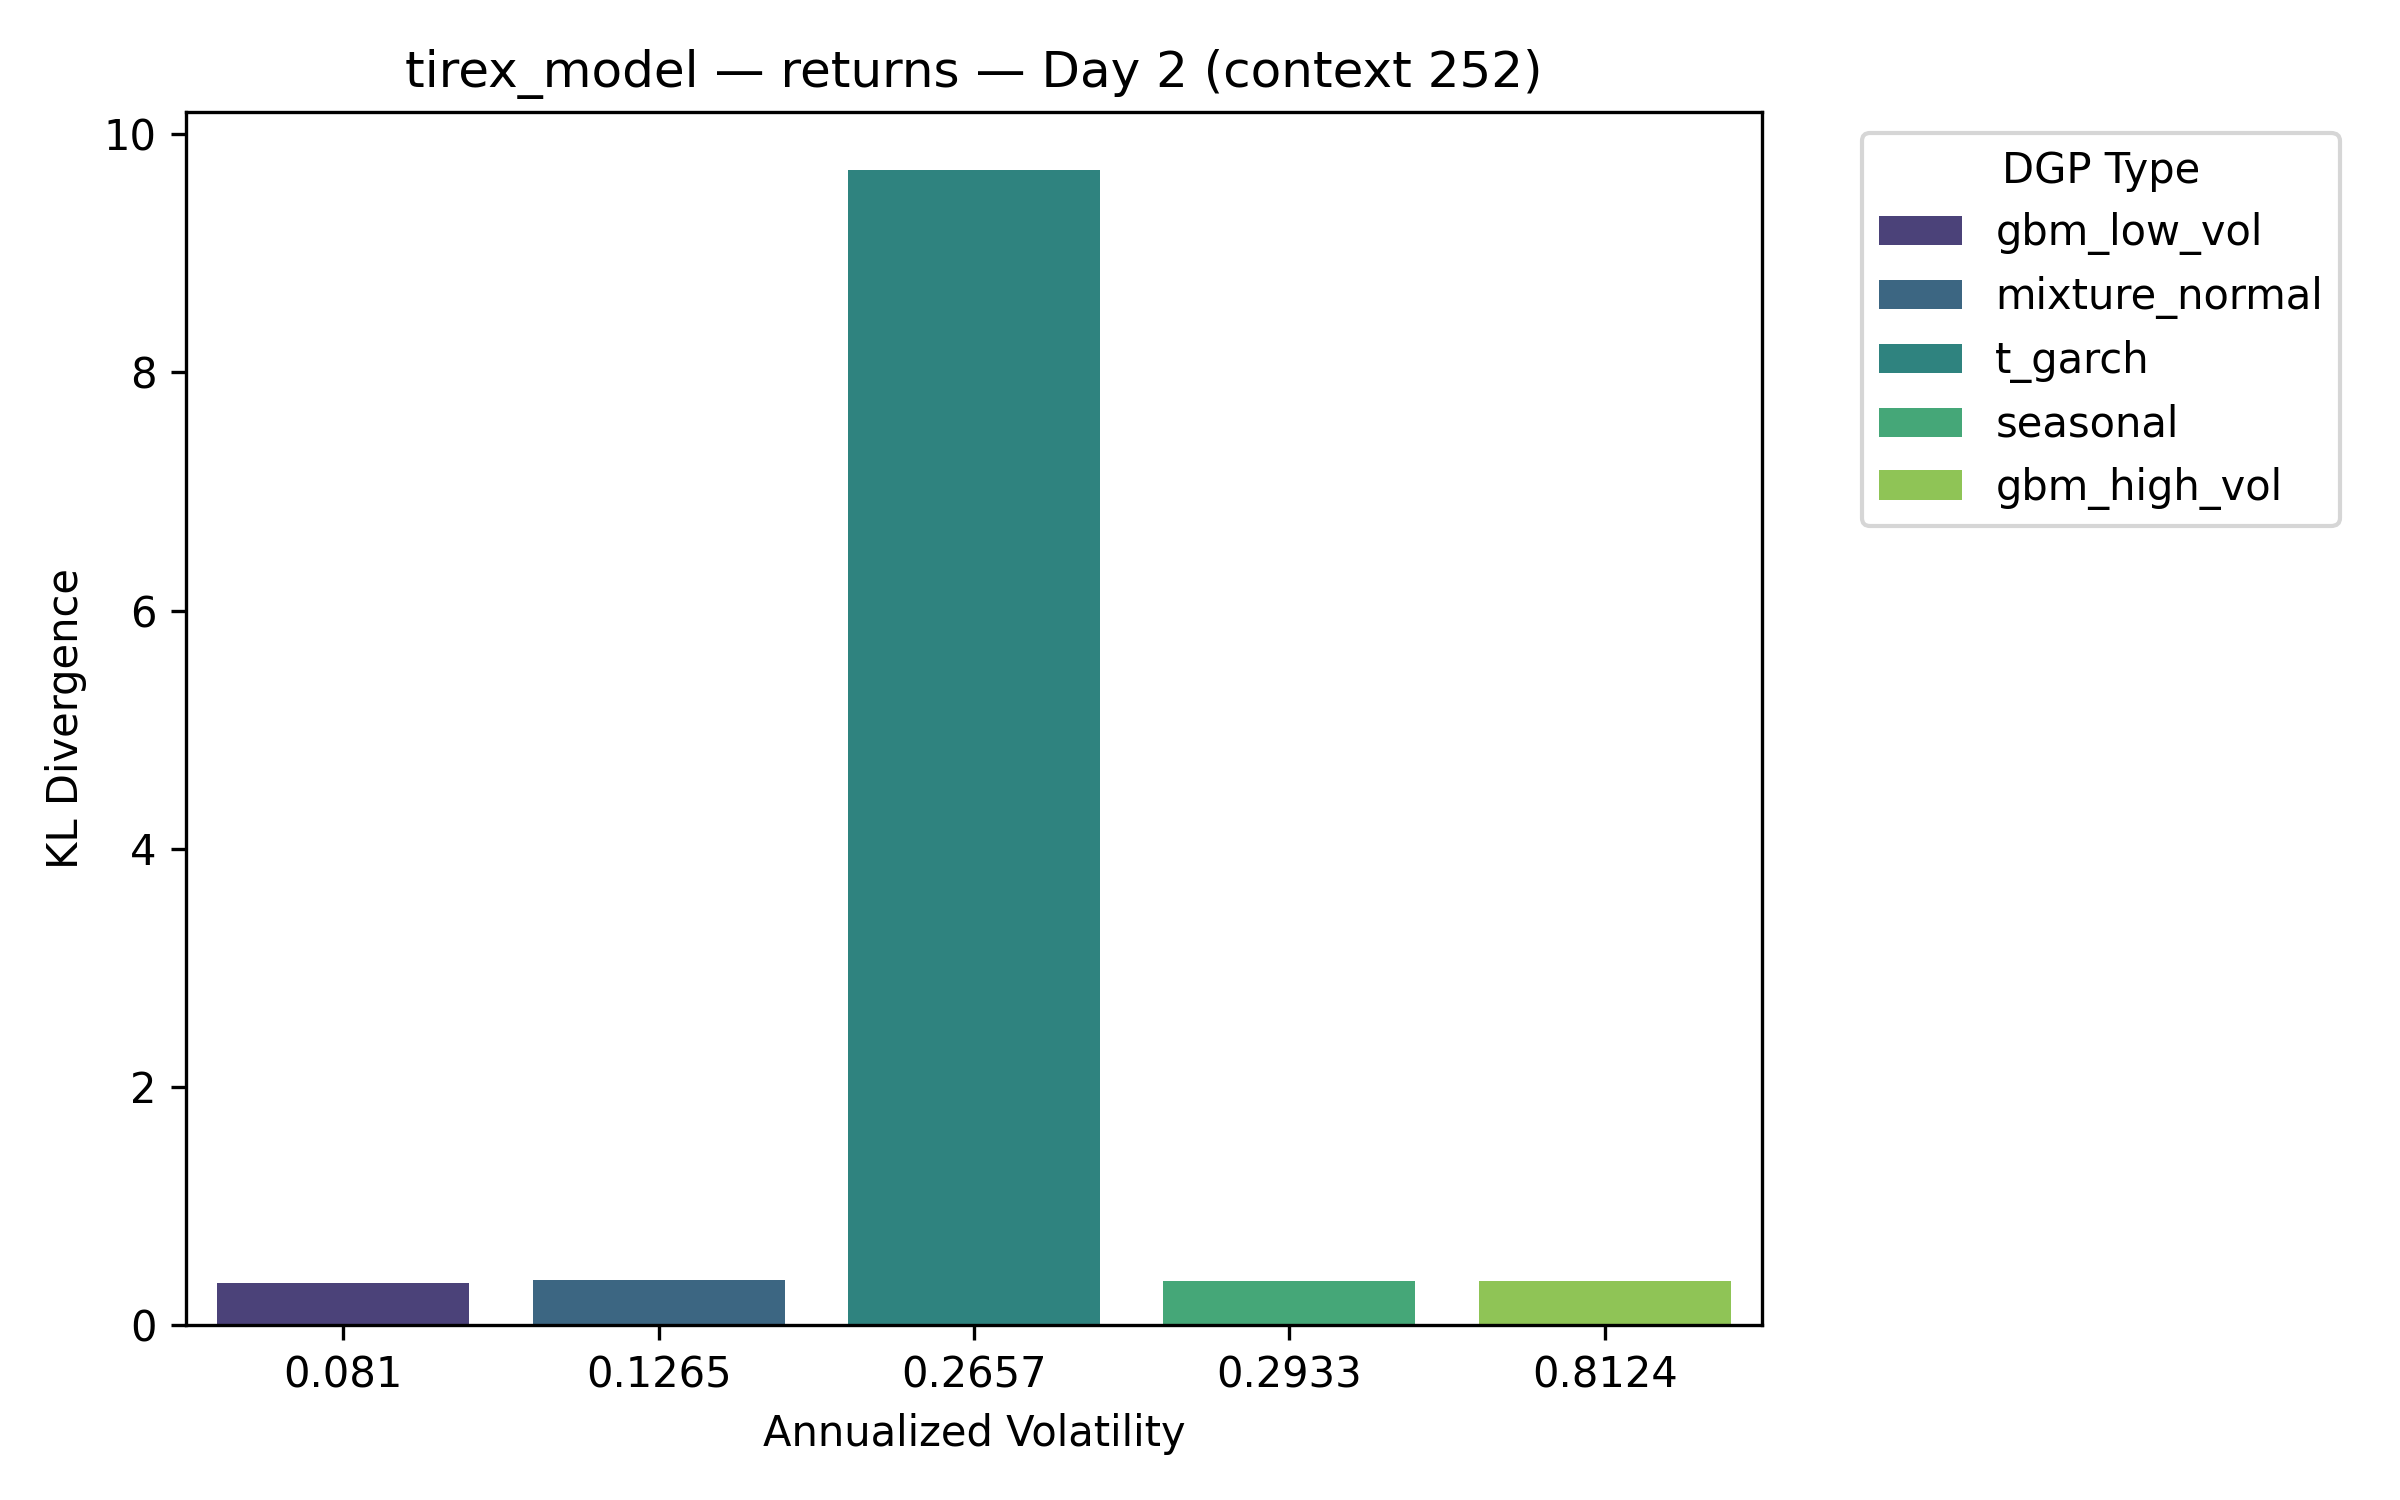 tirex_model — returns — Day 2 (context 252)
KL Divergence
10
8
6
4
2
0
0.081 0.1265 0.2657 0.2933 0.8124
Annualized Volatility
DGP Type
gbm_low_vol
mixture_normal
t_garch
seasonal
gbm_high_vol